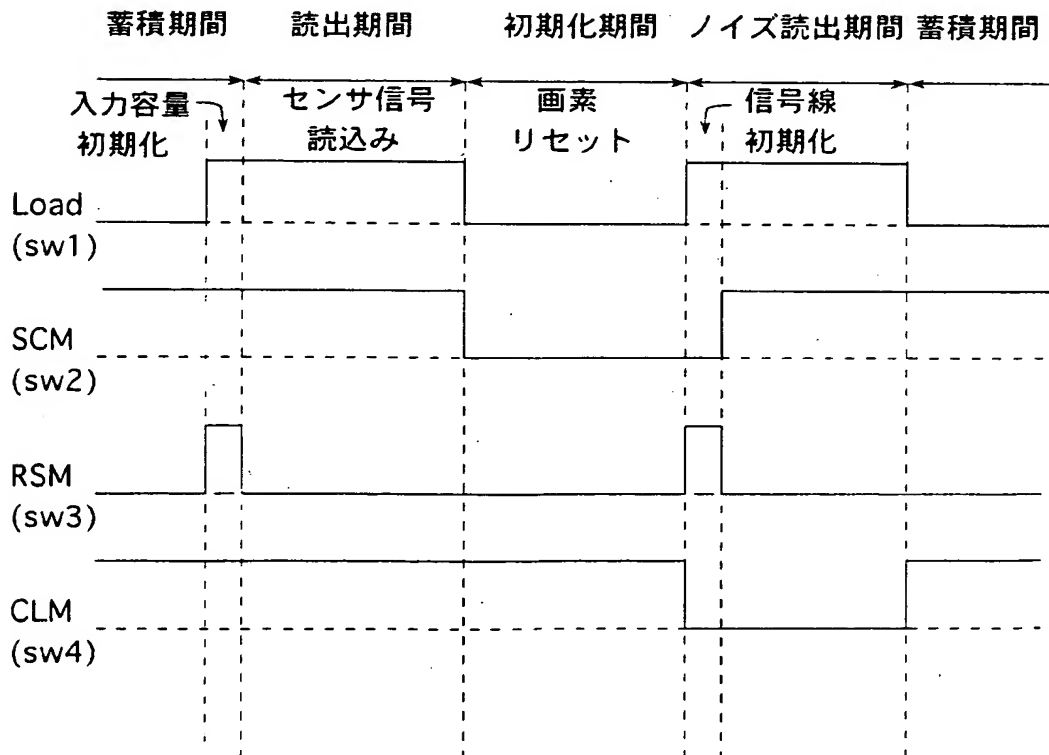 蓄積期間 読出期間 初期化期間 ノイズ読出期間 蓄積期間
入力容量 センサ信号 画素 信号線
初期化 読込み リセット 初期化
Load
(sw1)
SCM
(sw2)
RSM
(sw3)
CLM
(sw4)